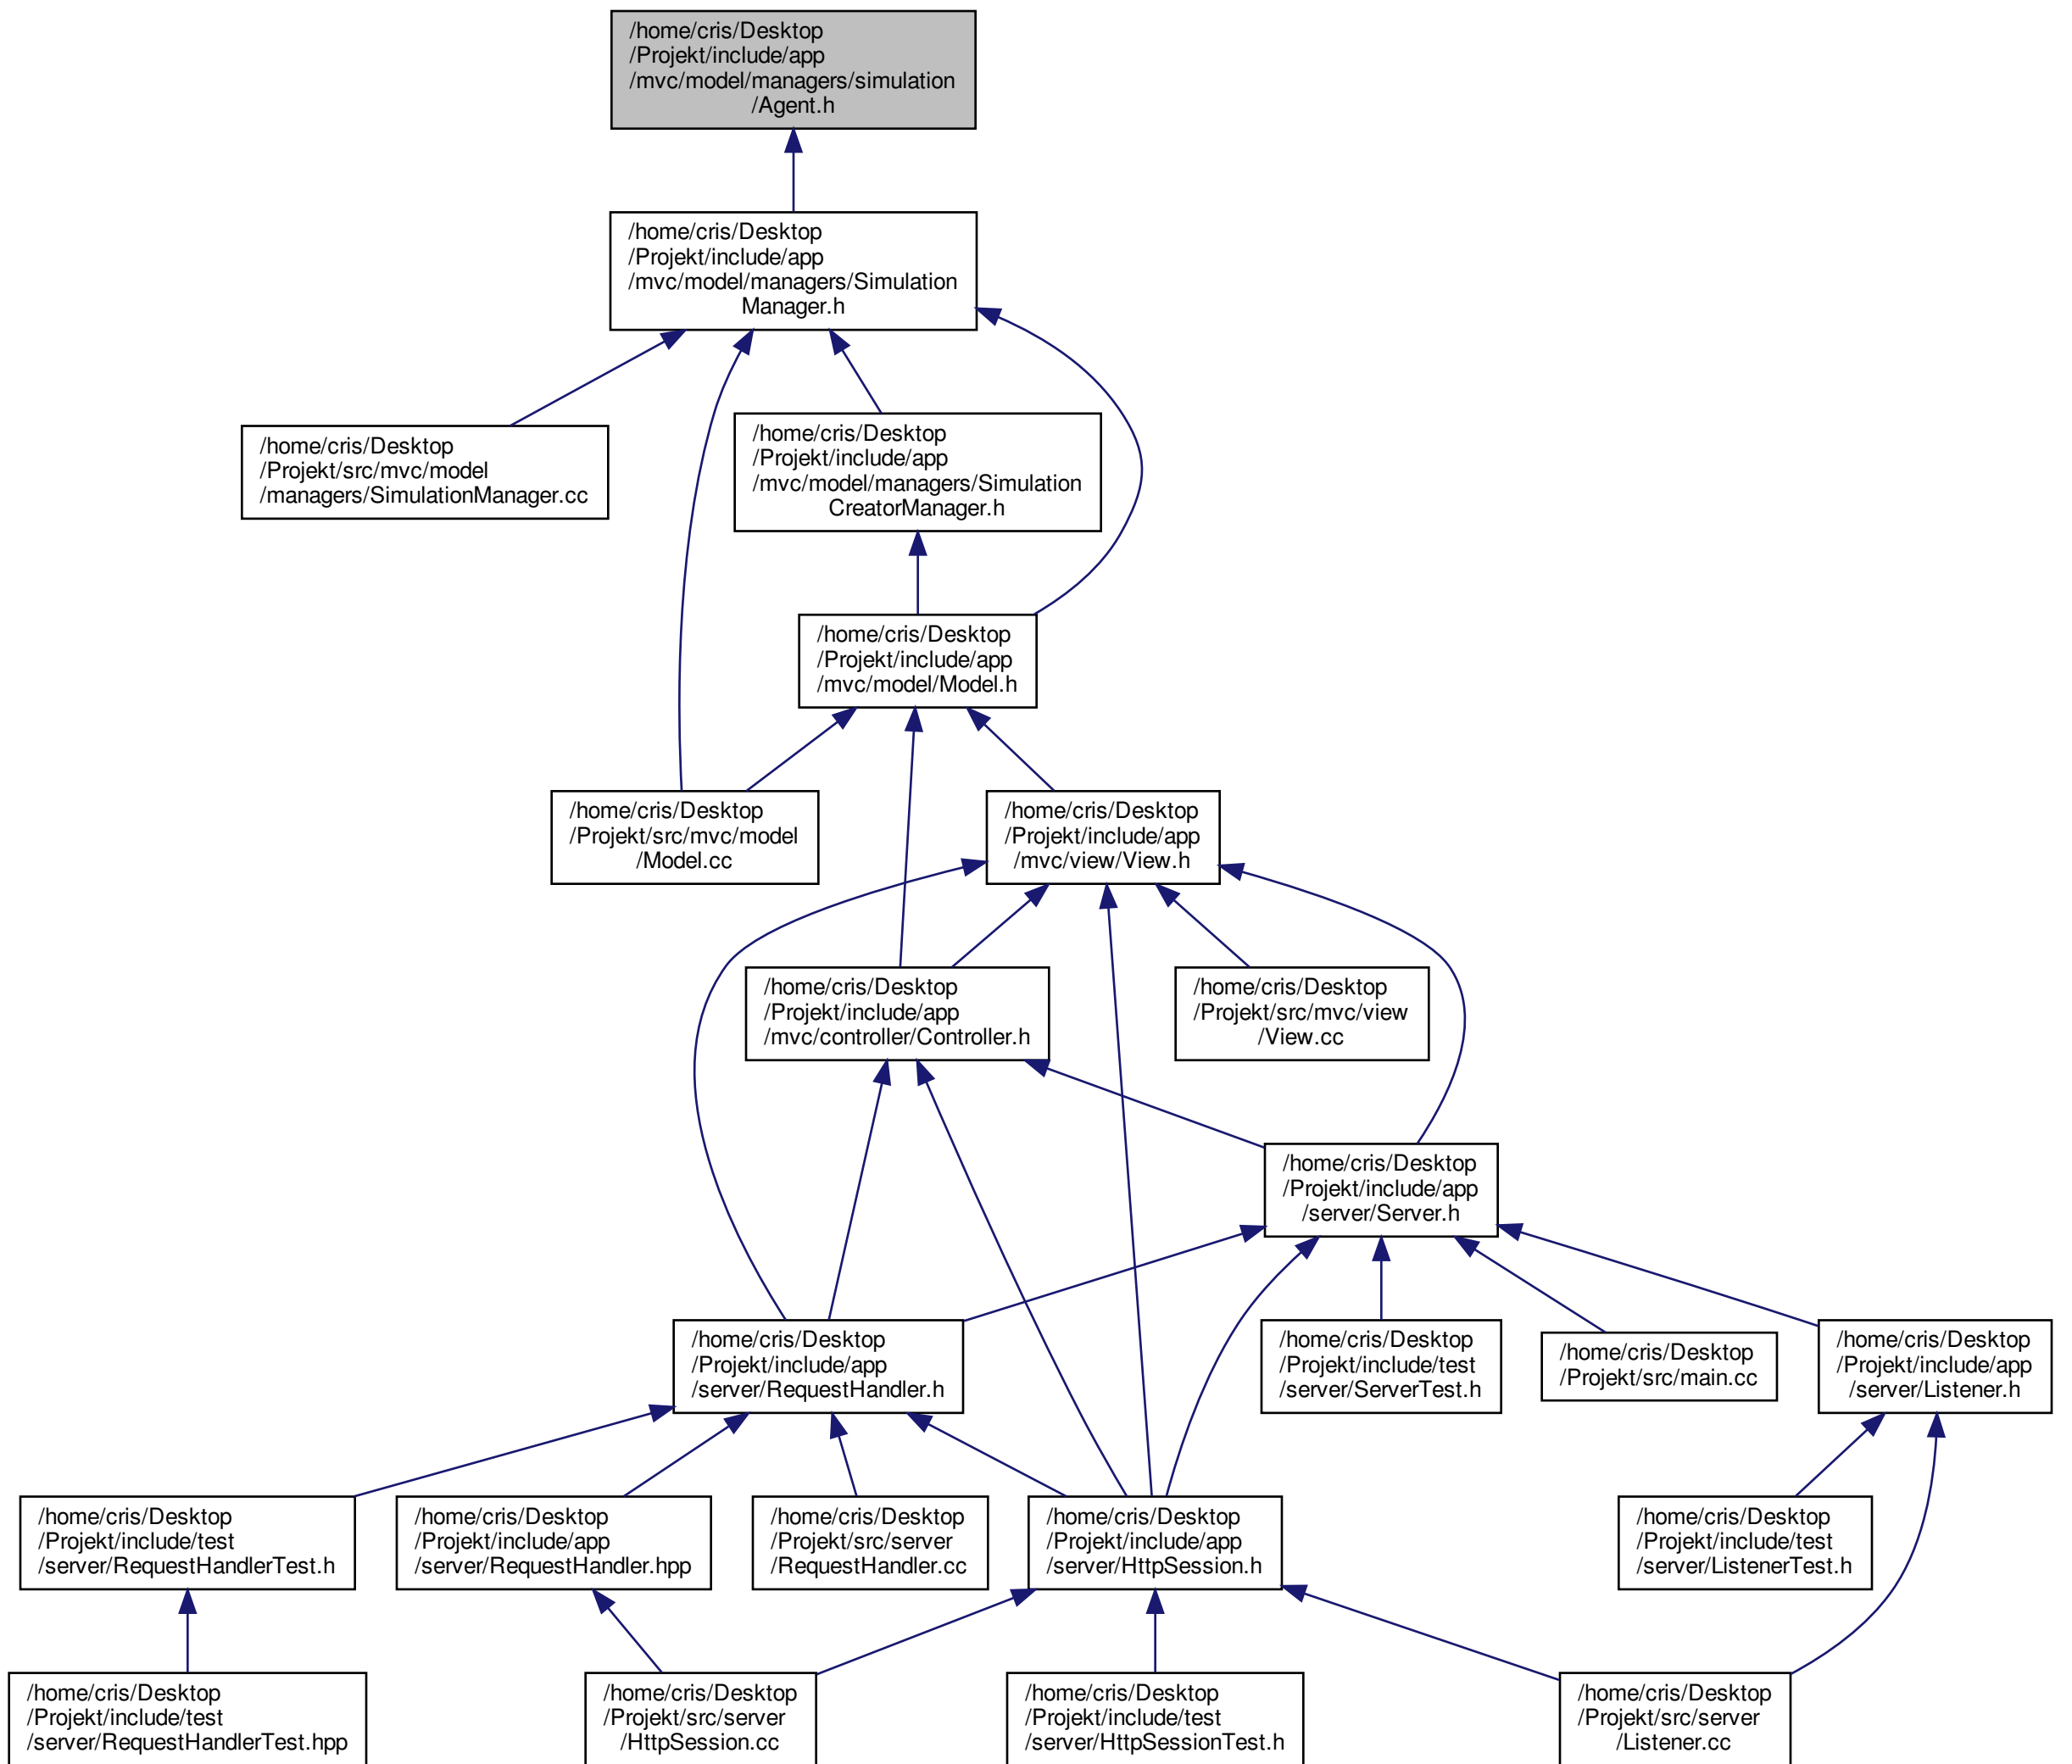 /home/cris/Desktop
/Projekt/include/app
/mvc/model/managers/simulation
/Agent.h
/home/cris/Desktop
/Projekt/include/app
/mvc/model/managers/Simulation
Manager.h
/home/cris/Desktop
/Projekt/src/mvc/model
/managers/SimulationManager.cc
/home/cris/Desktop
/Projekt/include/app
/mvc/model/managers/Simulation
CreatorManager.h
/home/cris/Desktop
/Projekt/include/app
/mvc/model/Model.h
/home/cris/Desktop
/Projekt/src/mvc/model
/Model.cc
/home/cris/Desktop
/Projekt/include/app
/mvc/view/View.h
/home/cris/Desktop
/Projekt/include/app
/mvc/controller/Controller.h
/home/cris/Desktop
/Projekt/src/mvc/view
/View.cc
/home/cris/Desktop
/Projekt/include/app
/server/Server.h
/home/cris/Desktop
/Projekt/include/app
/server/RequestHandler.h
/home/cris/Desktop
/Projekt/include/test
/server/ServerTest.h
/home/cris/Desktop
/Projekt/src/main.cc
/home/cris/Desktop
/Projekt/include/app
/server/Listener.h
/home/cris/Desktop
/Projekt/include/test
/server/RequestHandlerTest.h
/home/cris/Desktop
/Projekt/include/app
/server/RequestHandler.hpp
/home/cris/Desktop
/Projekt/src/server
/RequestHandler.cc
/home/cris/Desktop
/Projekt/include/app
/server/HttpSession.h
/home/cris/Desktop
/Projekt/include/test
/server/ListenerTest.h
/home/cris/Desktop
/Projekt/include/test
/server/RequestHandlerTest.hpp
/home/cris/Desktop
/Projekt/src/server
/HttpSession.cc
/home/cris/Desktop
/Projekt/include/test
/server/HttpSessionTest.h
/home/cris/Desktop
/Projekt/src/server
/Listener.cc